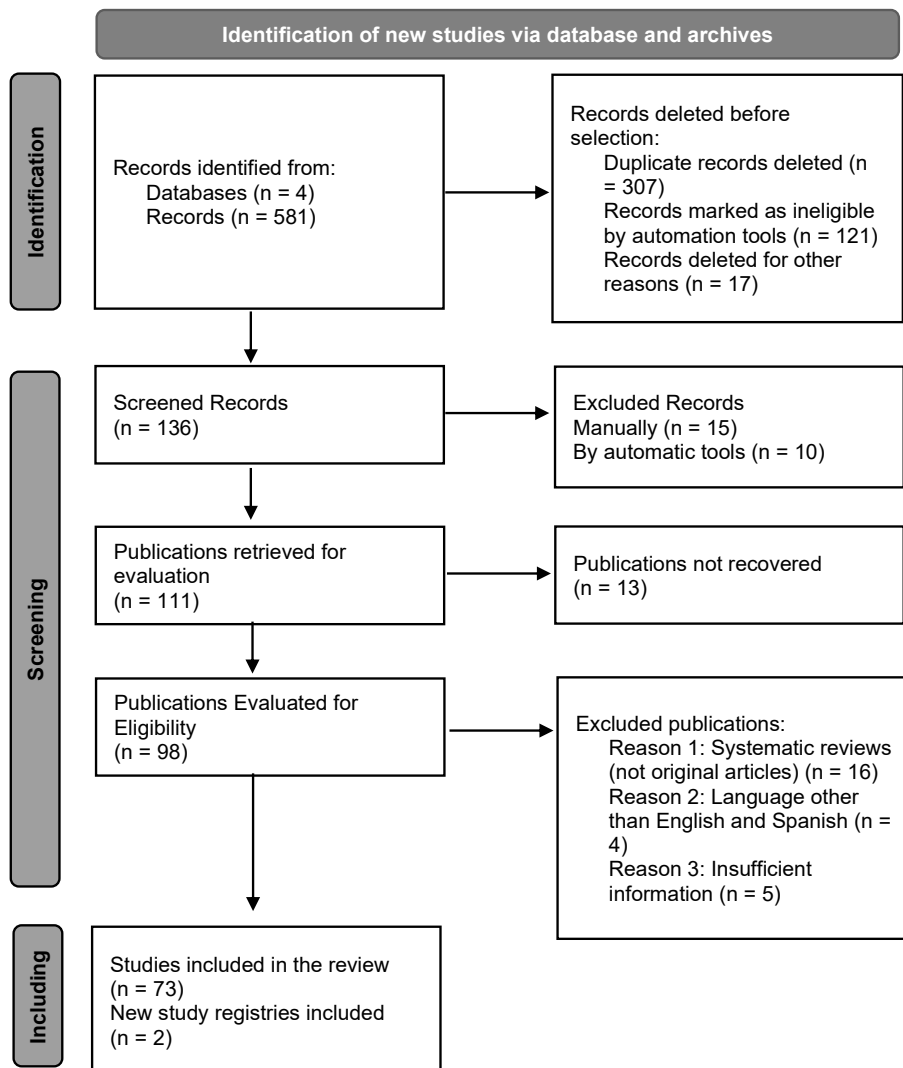 Identification of new studies via database and archives
Identification
Records identified from:
Databases (n = 4)
Records (n = 581)
Records deleted before
selection:
Duplicate records deleted (n
= 307)
Records marked as ineligible
by automation tools (n = 121)
Records deleted for other
reasons (n = 17)
Screening
Screened Records
(n = 136)
Excluded Records
Manually (n = 15)
By automatic tools (n = 10)
Publications retrieved for
evaluation
(n = 111)
Publications not recovered
(n = 13)
Publications Evaluated for
Eligibility
(n = 98)
Excluded publications:
Reason 1: Systematic reviews
(not original articles) (n = 16)
Reason 2: Language other
than English and Spanish (n =
4)
Reason 3: Insufficient
information (n = 5)
Including
Studies included in the review
(n = 73)
New study registries included
(n = 2)